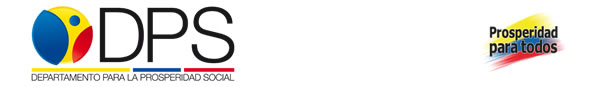 DPS
DEPARTAMENTO PARA LA PROSPERIDAD SOCIAL
Prosperidad
para todos